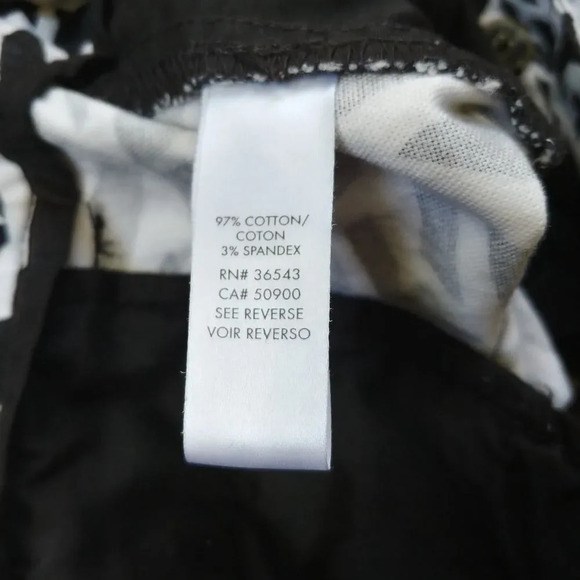 97% COTTON/
COTON
3% SPANDEX
RN# 36543
CA# 50900
SEE REVERSE
VOIR REVERSO